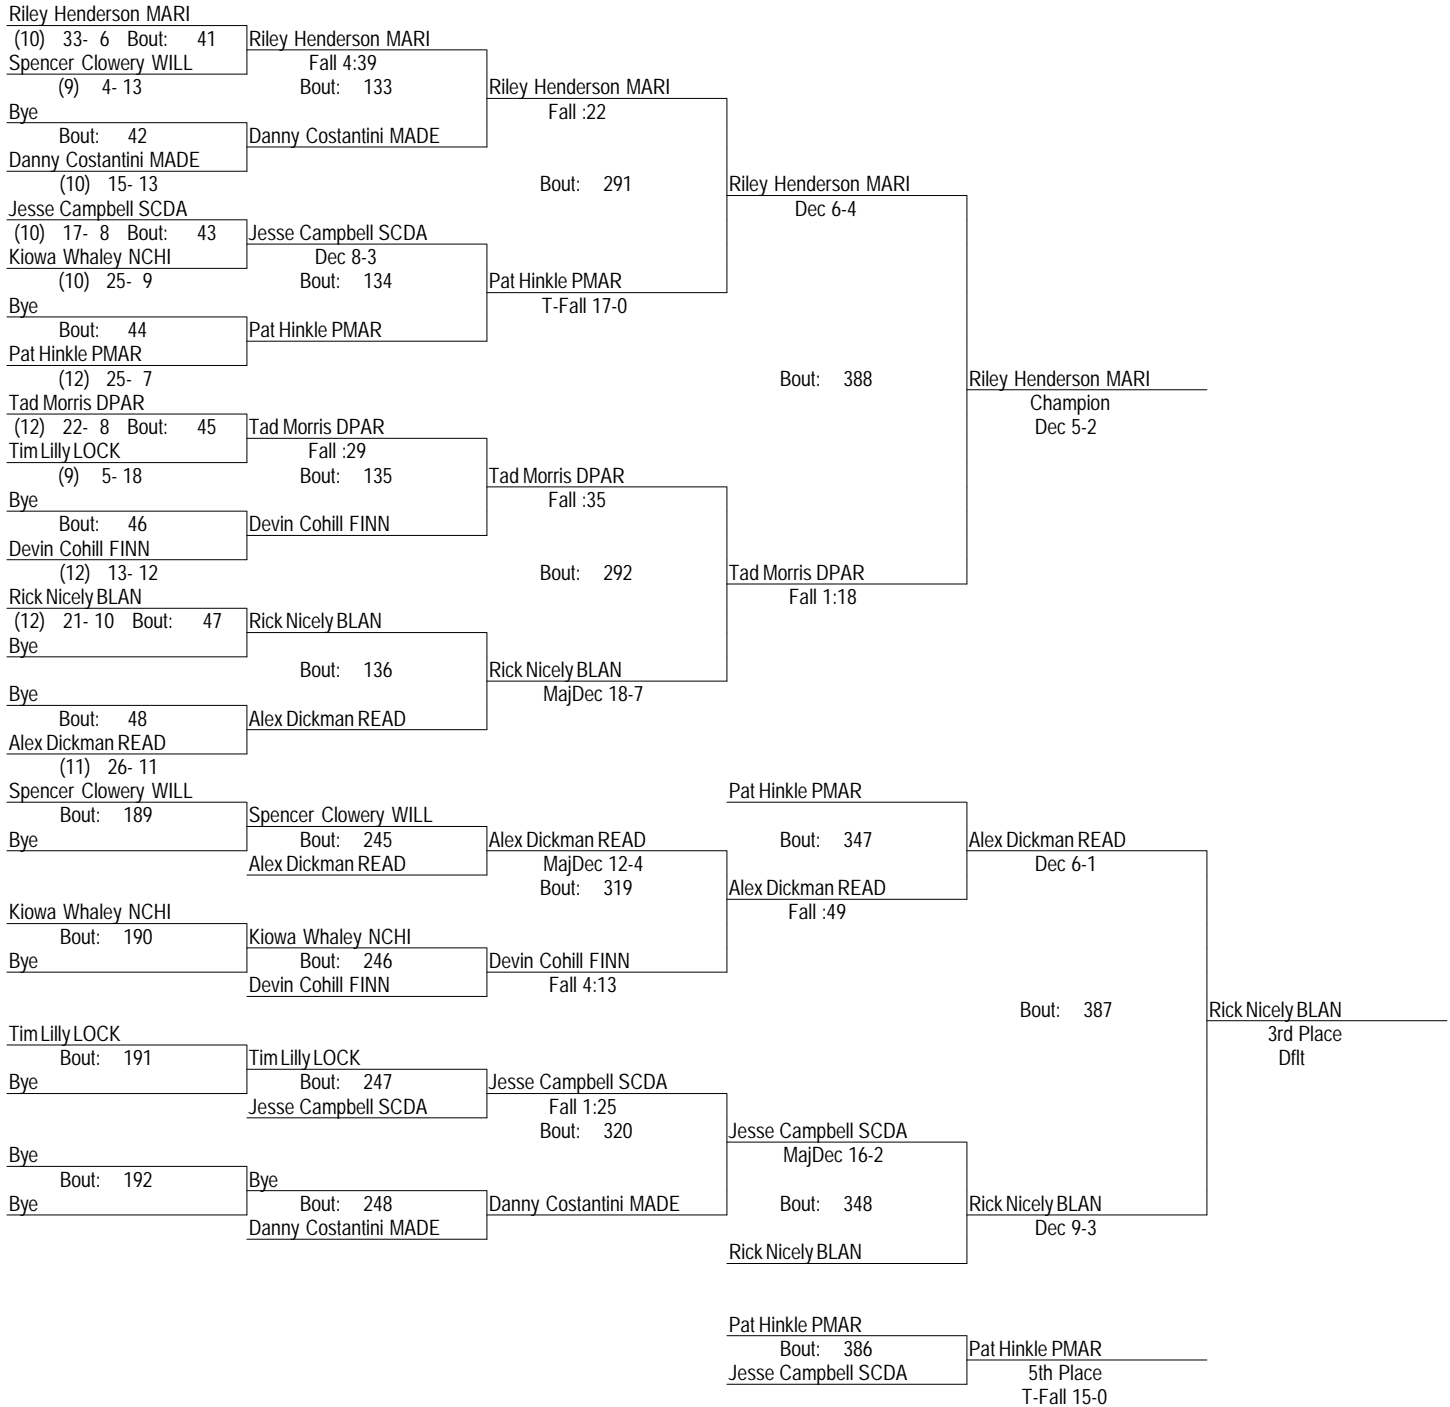 Riley Henderson MARI
(10) 33- 6 Bout: 41 Riley Henderson MARI
Spencer Clowery WILL Fall 4:39
(9) 4- 13 Bout: 133 Riley Henderson MARI
Bye Fall :22
Bout: 42 Danny Costantini MADE
Danny Costantini MADE
(10) 15- 13 Bout: 291 Riley Henderson MARI
Jesse Campbell SCDA Dec 6-4
(10) 17- 8 Bout: 43 Jesse Campbell SCDA
Kiowa Whaley NCHI Dec 8-3
(10) 25- 9 Bout: 134 Pat Hinkle PMAR
Bye T-Fall 17-0
Bout: 44 Pat Hinkle PMAR
Pat Hinkle PMAR
(12) 25- 7 Bout: 388 Riley Henderson MARI
Tad Morris DPAR Champion
(12) 22- 8 Bout: 45 Tad Morris DPAR Dec 5-2
Tim Lilly LOCK Fall :29
(9) 5- 18 Bout: 135 Tad Morris DPAR
Bye Fall :35
Bout: 46 Devin Cohill FINN
Devin Cohill FINN
(12) 13- 12 Bout: 292 Tad Morris DPAR
Rick Nicely BLAN Fall 1:18
(12) 21- 10 Bout: 47 Rick Nicely BLAN
Bye
Bout: 136 Rick Nicely BLAN
Bye MajDec 18-7
Bout: 48 Alex Dickman READ
Alex Dickman READ
(11) 26- 11
Spencer Clowery WILL Pat Hinkle PMAR
Bout: 189 Spencer Clowery WILL
Bye Bout: 245 Alex Dickman READ Bout: 347 Alex Dickman READ
Alex Dickman READ MajDec 12-4 Dec 6-1
Bout: 319 Alex Dickman READ
Kiowa Whaley NCHI Fall :49
Bout: 190 Kiowa Whaley NCHI
Bye Bout: 246 Devin Cohill FINN
Devin Cohill FINN Fall 4:13
Bout: 387 Rick Nicely BLAN
Tim Lilly LOCK 3rd Place
Bout: 191 Tim Lilly LOCK Dflt
Bye Bout: 247 Jesse Campbell SCDA
Jesse Campbell SCDA Fall 1:25
Bout: 320 Jesse Campbell SCDA
Bye MajDec 16-2
Bout: 192 Bye
Bye Bout: 248 Danny Costantini MADE Bout: 348 Rick Nicely BLAN
Danny Costantini MADE Dec 9-3
Rick Nicely BLAN
Pat Hinkle PMAR
Bout: 386 Pat Hinkle PMAR
Jesse Campbell SCDA 5th Place
T-Fall 15-0